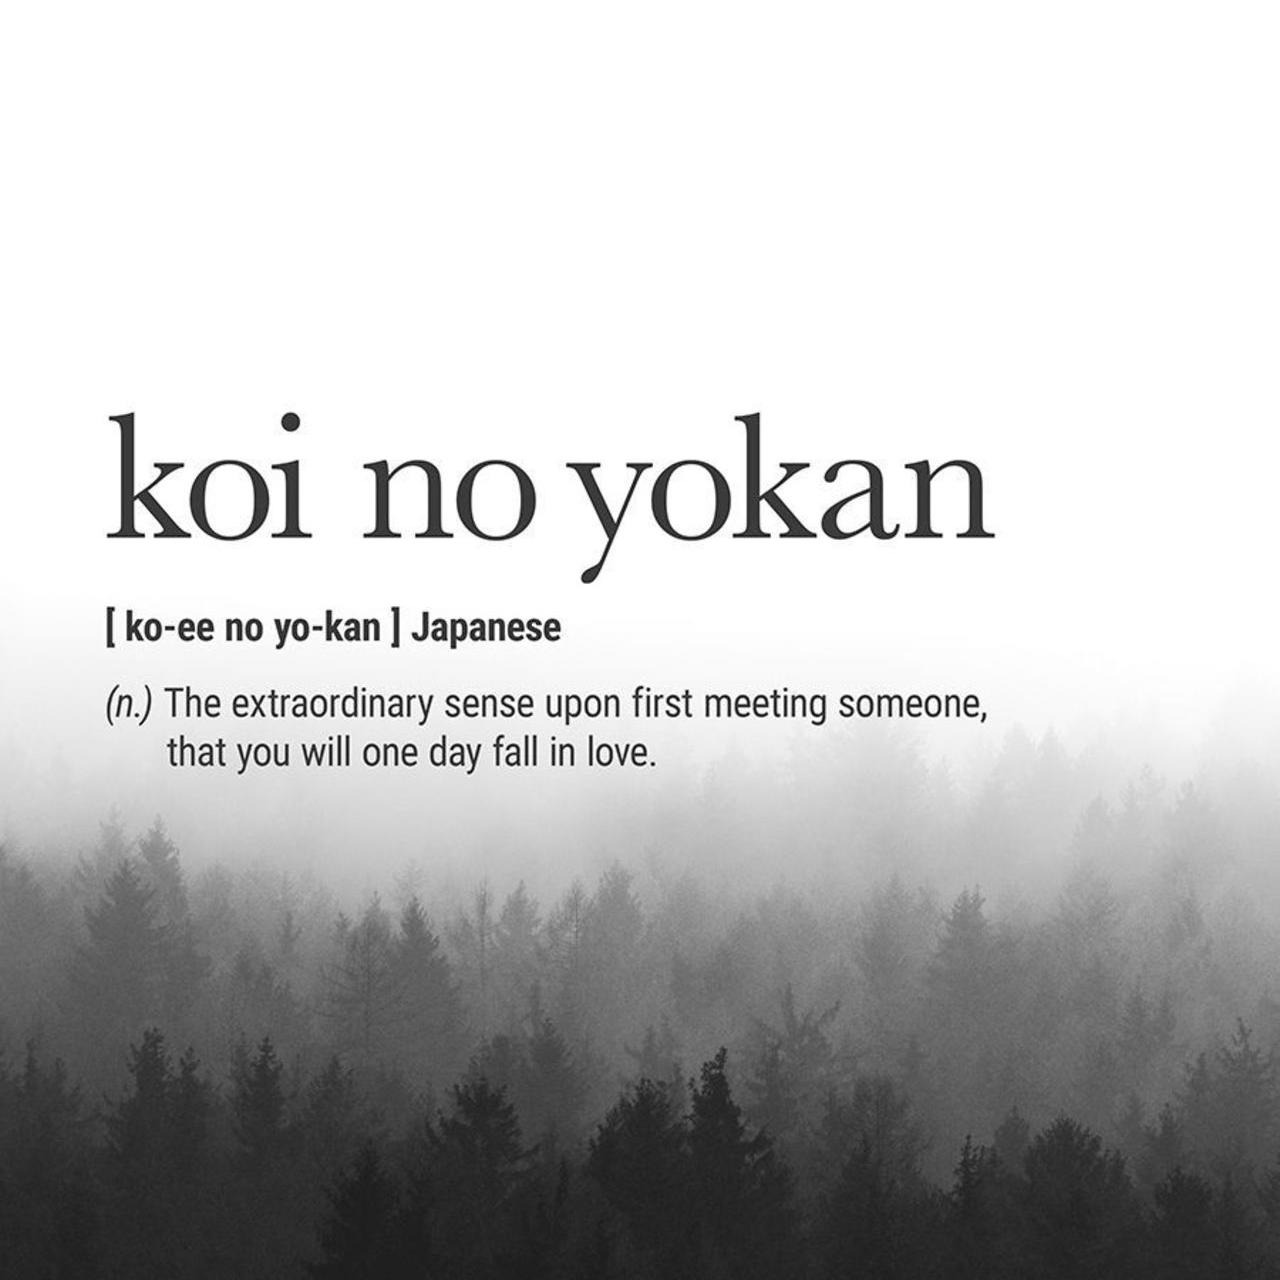 koi no yokan
[ ko-ee no yo-kan ] Japanese
(n.) The extraordinary sense upon first meeting someone,
that you will one day fall in love.